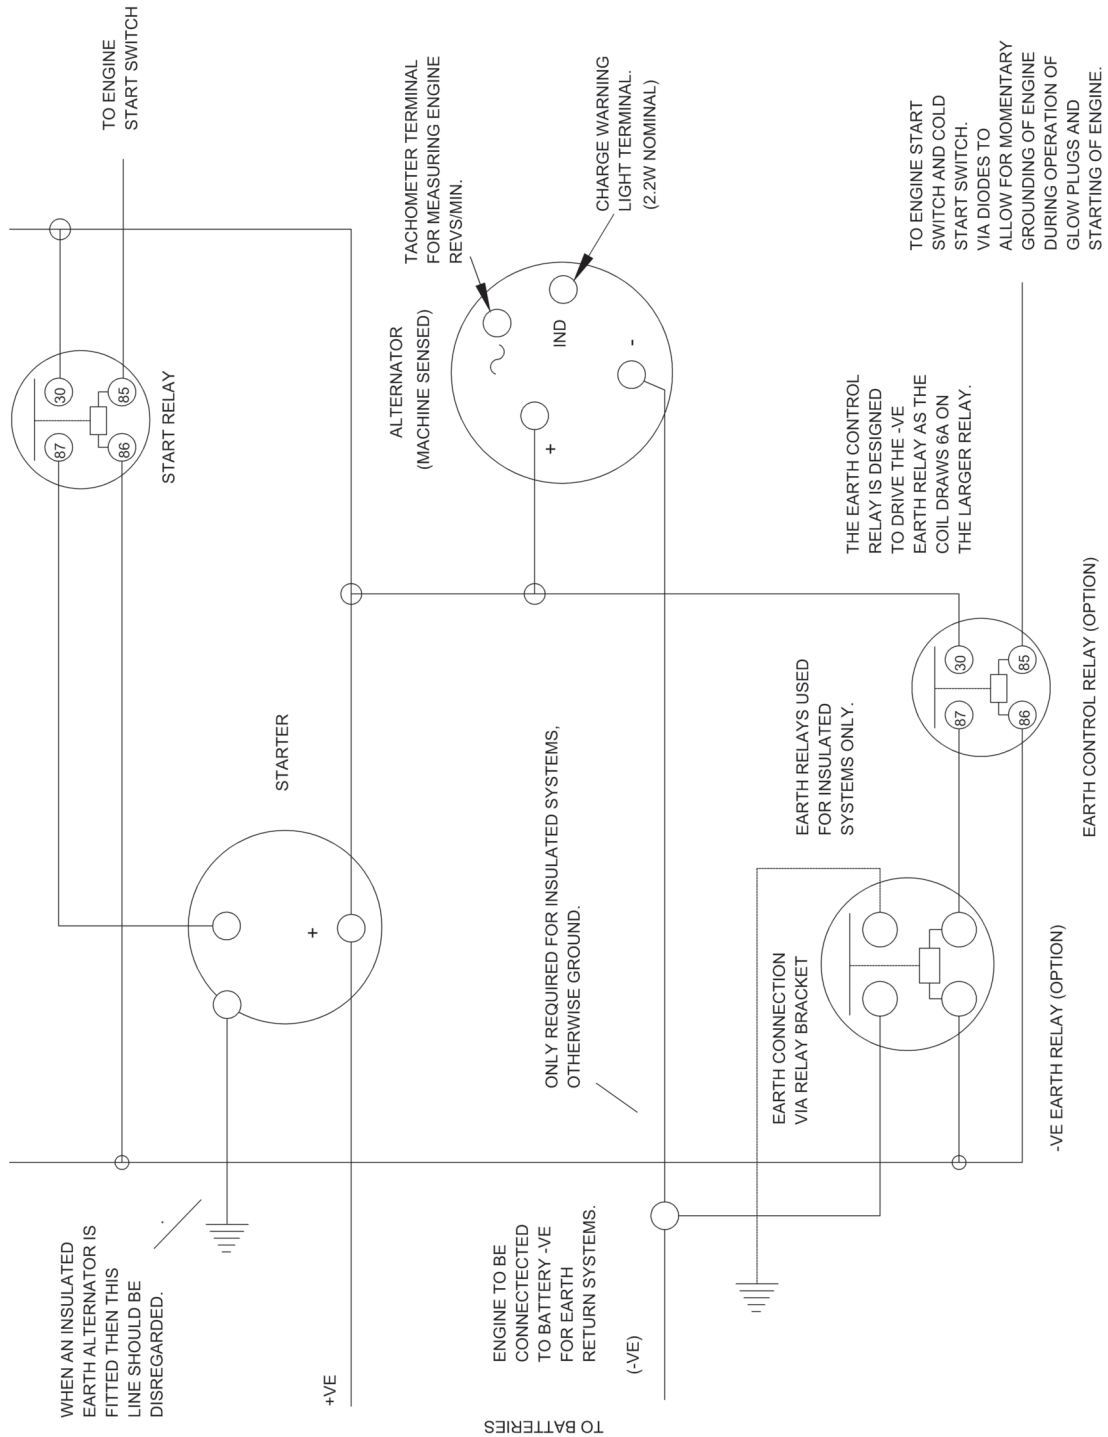 WHEN AN INSULATED
EARTH ALTERNATOR IS
FITTED THEN THIS
LINE SHOULD BE
DISREGARDED.
+VE
TO BATTERIES
ENGINE TO BE
CONNECTECTED
TO BATTERY -VE
FOR EARTH
RETURN SYSTEMS.
(-VE)
STARTER
+
87
30
86
85
START RELAY
TO ENGINE
START SWITCH
ONLY REQUIRED FOR INSULATED SYSTEMS,
OTHERWISE GROUND.
ALTERNATOR
(MACHINE SENSED)
+
-
IND
TACHOMETER TERMINAL
FOR MEASURING ENGINE
REVS/MIN.
CHARGE WARNING
LIGHT TERMINAL.
(2.2W NOMINAL)
EARTH CONNECTION
VIA RELAY BRACKET
EARTH RELAYS USED
FOR INSULATED
SYSTEMS ONLY.
THE EARTH CONTROL
RELAY IS DESIGNED
TO DRIVE THE -VE
EARTH RELAY AS THE
COIL DRAWS 6A ON
THE LARGER RELAY.
TO ENGINE START
SWITCH AND COLD
START SWITCH.
VIA DIODES TO
ALLOW FOR MOMENTARY
GROUNDING OF ENGINE
DURING OPERATION OF
GLOW PLUGS AND
STARTING OF ENGINE.
87
30
86
85
-VE EARTH RELAY (OPTION)
EARTH CONTROL RELAY (OPTION)